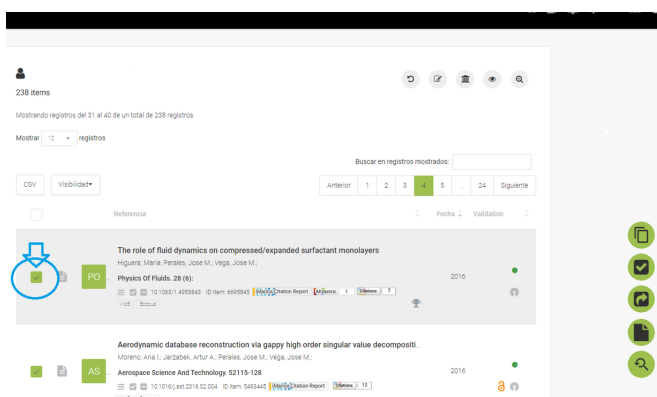 238 items
Mostrando registros del 31 al 40 de un total de 238 registros
Mostrar 10 registros
Buscar en registros mostrados:
CSV Visibilidad Anterior 1 2 3 4 5 ... 24 Siguiente
Referencia Fecha Validation
The role of fluid dynamics on compressed/expanded surfactant monolayers
Higuera, Maria; Perales, Jose M.; Vega, Jose M.;
PO Physics Of Fluids. 28 (6): 2016
10.1063/1.4953843 ID Item: 6695845 Citation Report Altmetric 1 Citations 5
WoS Scopus
Aerodynamic database reconstruction via gappy high order singular value decompositi..
Moreno, Ana I.; Jarzabek, Artur A.; Perales, Jose M.; Vega, Jose M.;
AS Aerospace Science And Technology. 52115-128 2016
10.1016/j.ast.2016.02.004 ID Item: 5493445 Citation Report Citations 13